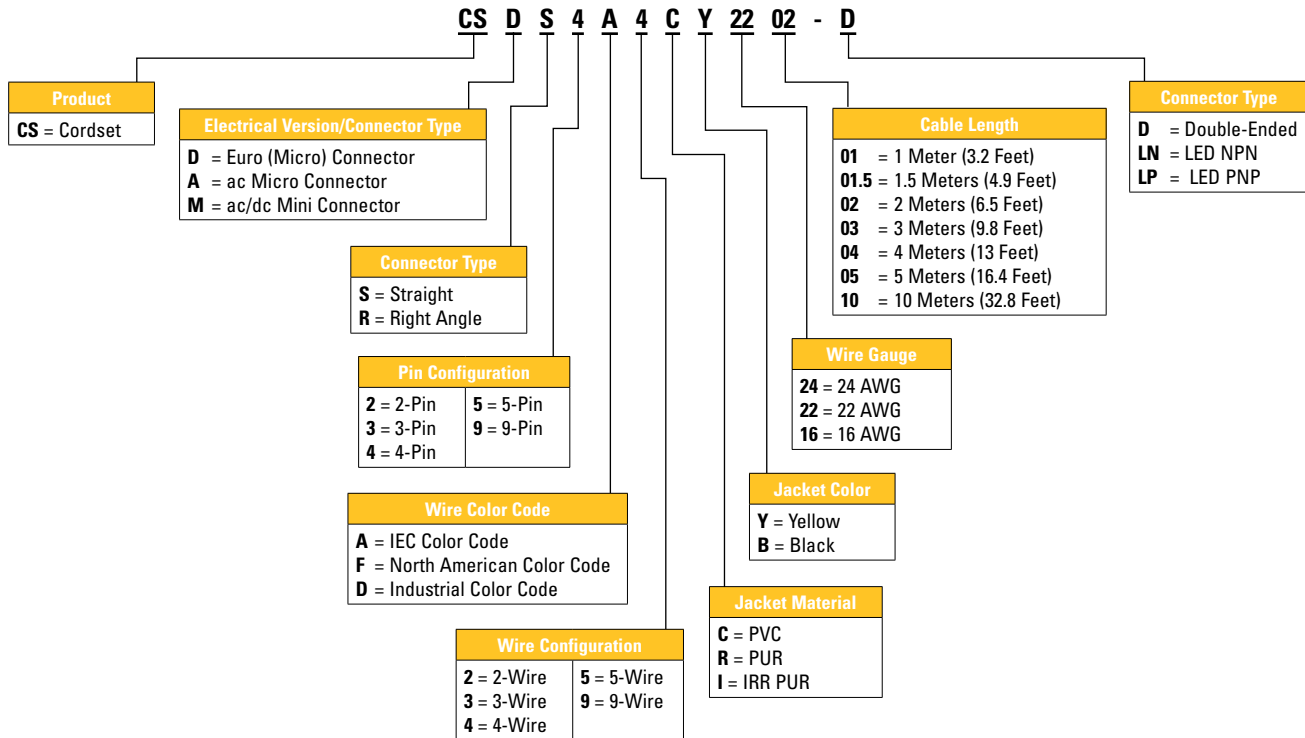 CS D S 4 A 4 C Y 22 02 - D
Product
CS = Cordset
Electrical Version/Connector Type
D = Euro (Micro) Connector
A = ac Micro Connector
M = ac/dc Mini Connector
Connector Type
S = Straight
R = Right Angle
Pin Configuration
2 = 2-Pin
3 = 3-Pin
4 = 4-Pin
5 = 5-Pin
9 = 9-Pin
Wire Color Code
A = IEC Color Code
F = North American Color Code
D = Industrial Color Code
Wire Configuration
2 = 2-Wire
3 = 3-Wire
4 = 4-Wire
5 = 5-Wire
9 = 9-Wire
Jacket Material
C = PVC
R = PUR
I = IRR PUR
Jacket Color
Y = Yellow
B = Black
Wire Gauge
24 = 24 AWG
22 = 22 AWG
16 = 16 AWG
Cable Length
01 = 1 Meter (3.2 Feet)
01.5 = 1.5 Meters (4.9 Feet)
02 = 2 Meters (6.5 Feet)
03 = 3 Meters (9.8 Feet)
04 = 4 Meters (13 Feet)
05 = 5 Meters (16.4 Feet)
10 = 10 Meters (32.8 Feet)
Connector Type
D = Double-Ended
LN = LED NPN
LP = LED PNP